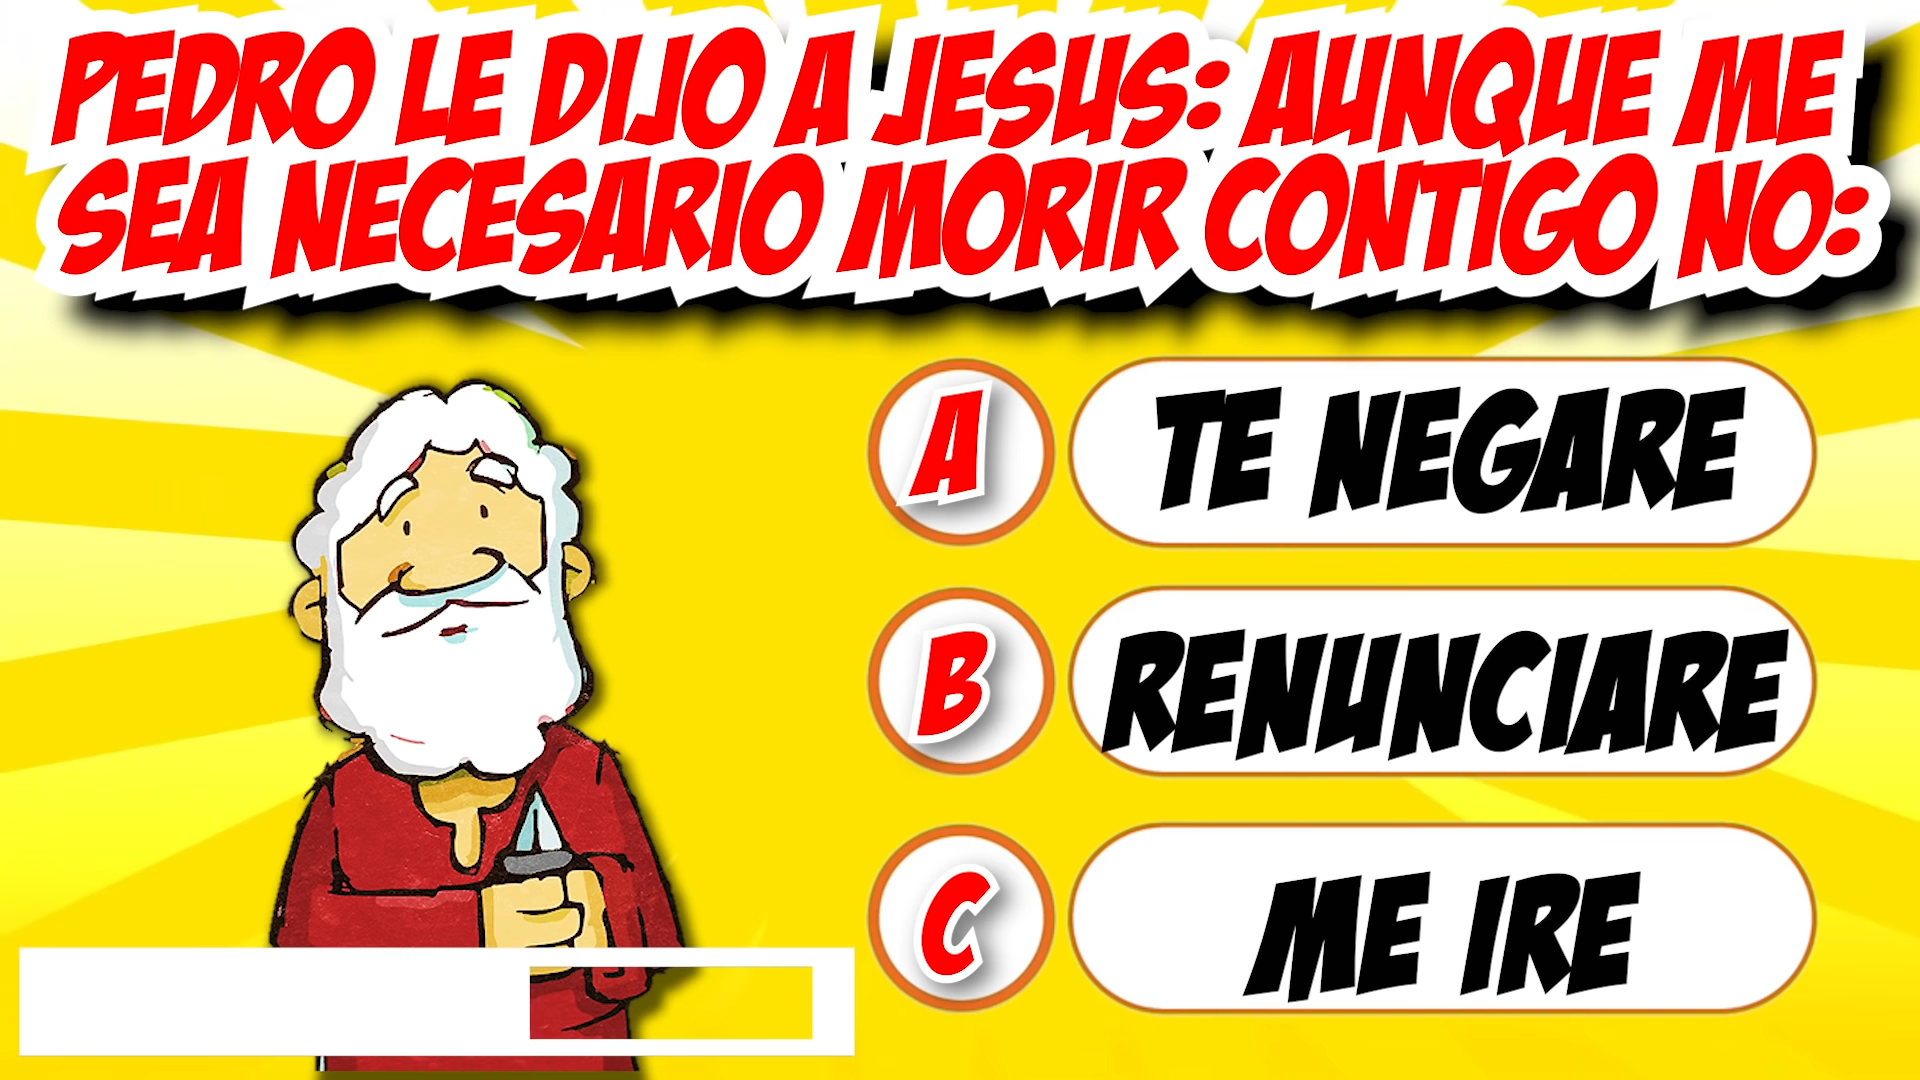 PEDRO LE DIJO A JESUS: AUNQUE ME
SEA NECESARIO MORIR CONTIGO NO:
A TE NEGARE
B RENUNCIARE
C ME IRE